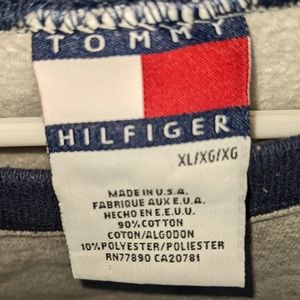 TOMMY
HILFIGER
XL/XG/XG
MADE IN U.S.A.
FABRIQUE AUX E.U.A.
HECHO EN E.E.U.U.
90% COTTON
COTON/ALGODON
10% POLYESTER/POLIESTER
RN77890 CA20781